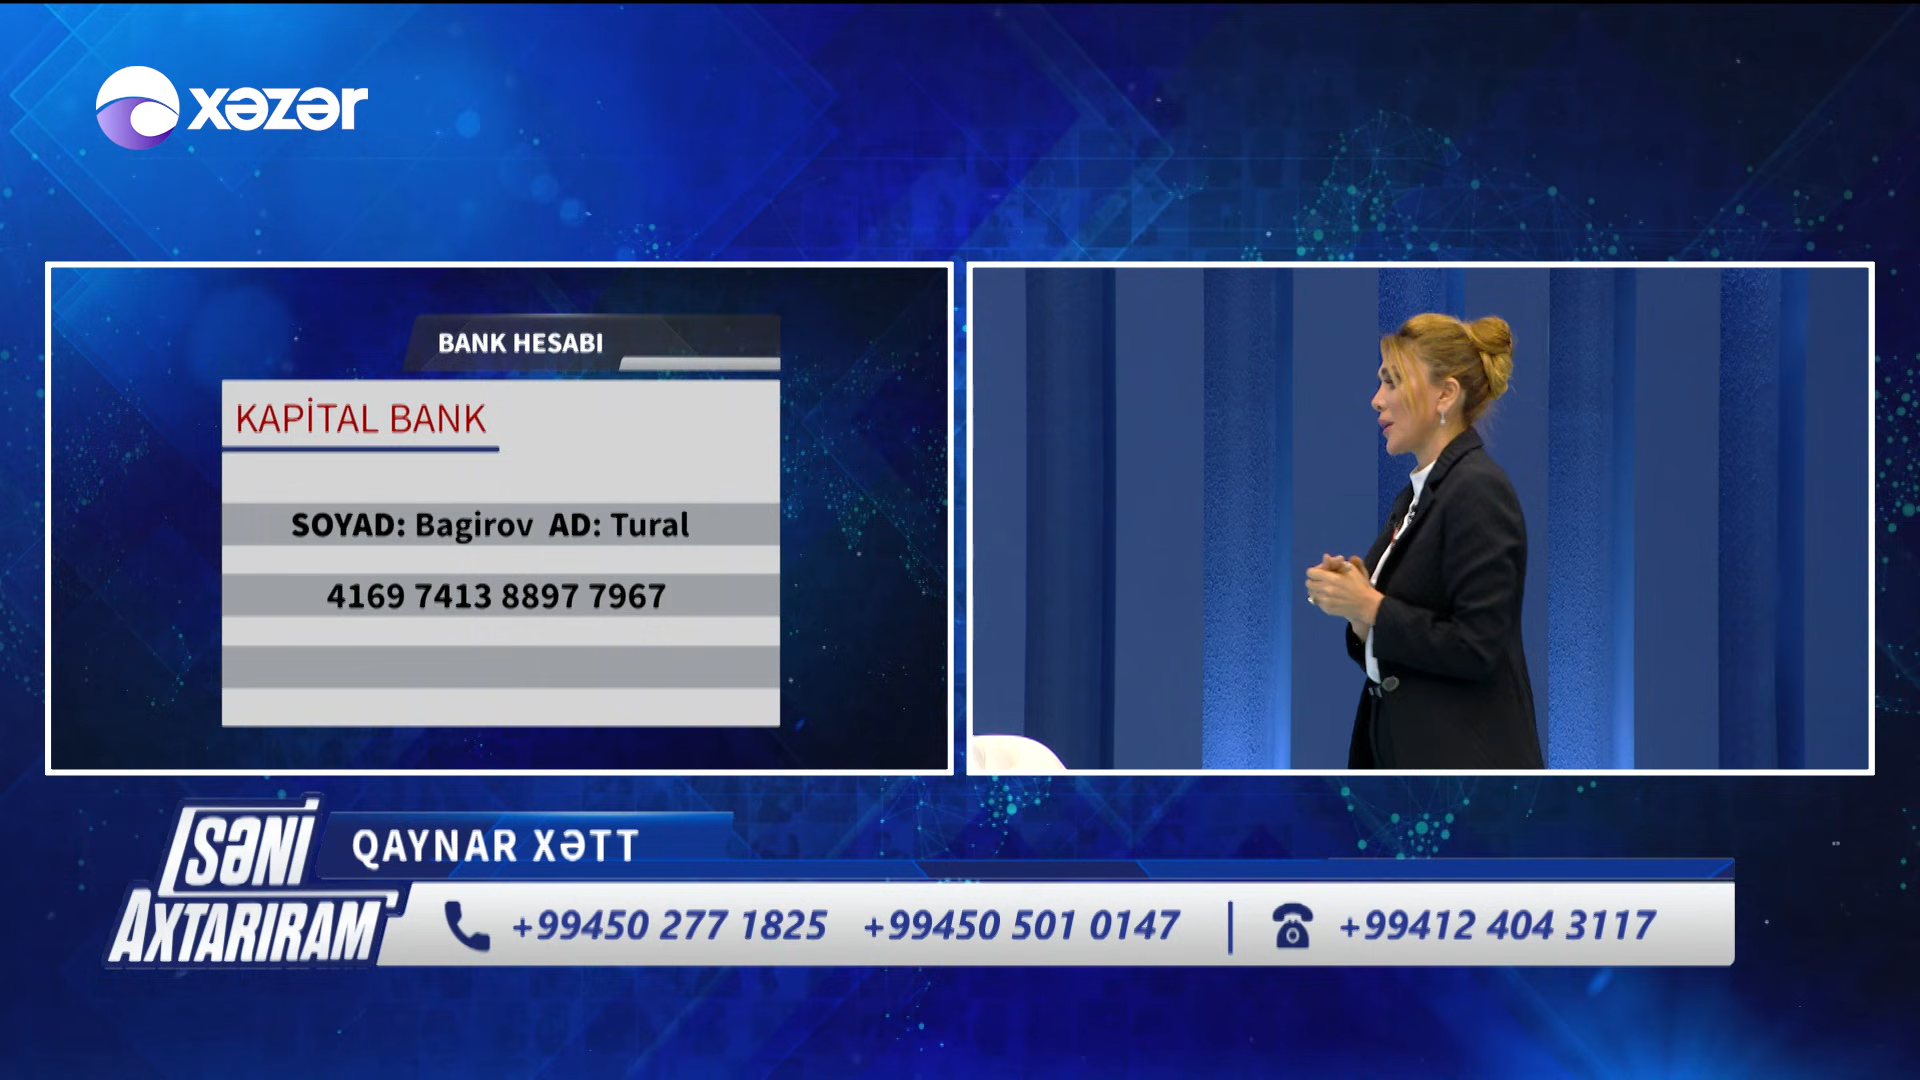 xəzər
BANK HESABI
KAPİTAL BANK
SOYAD: Bagirov AD: Tural
4169 7413 8897 7967
SƏNİ
AXTARIRAM
QAYNAR XƏTT
+99450 277 1825 +99450 501 0147 | +99412 404 3117